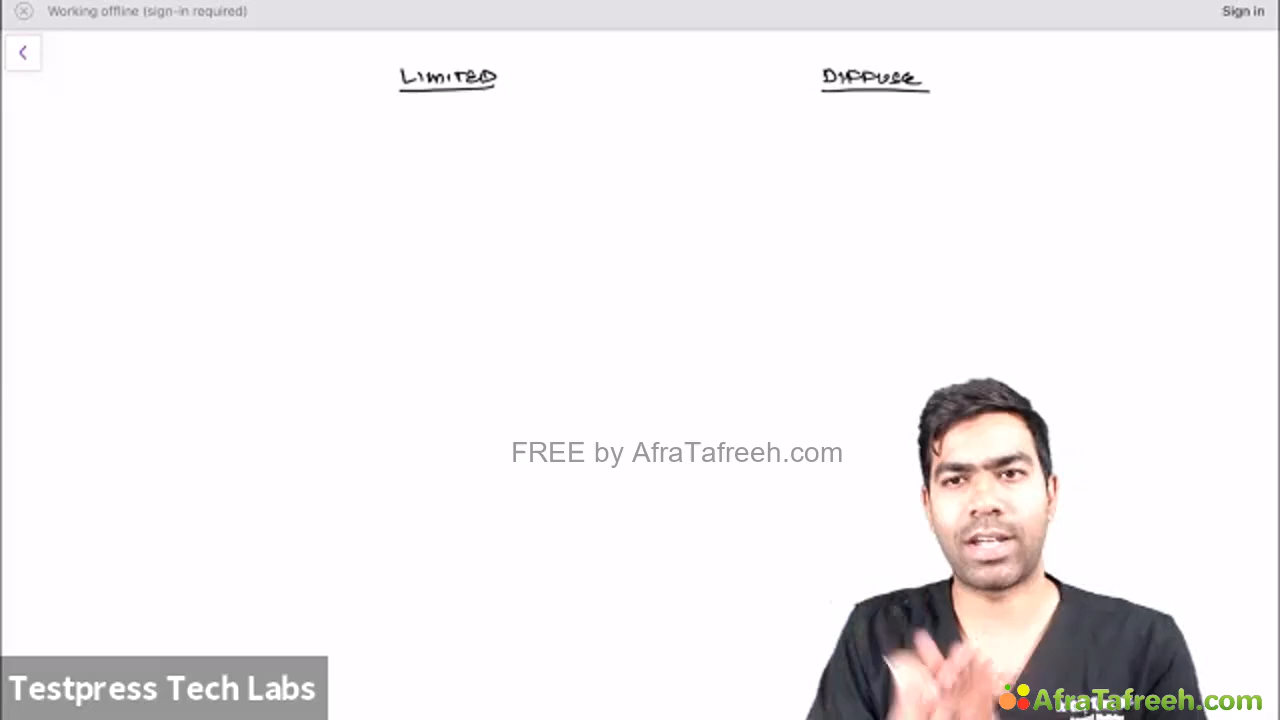 Working offline (sign-in required)
Sign in
LIMITED
DIFFUSE
FREE by AfraTafreeh.com
Testpress Tech Labs
AfraTafreeh.com